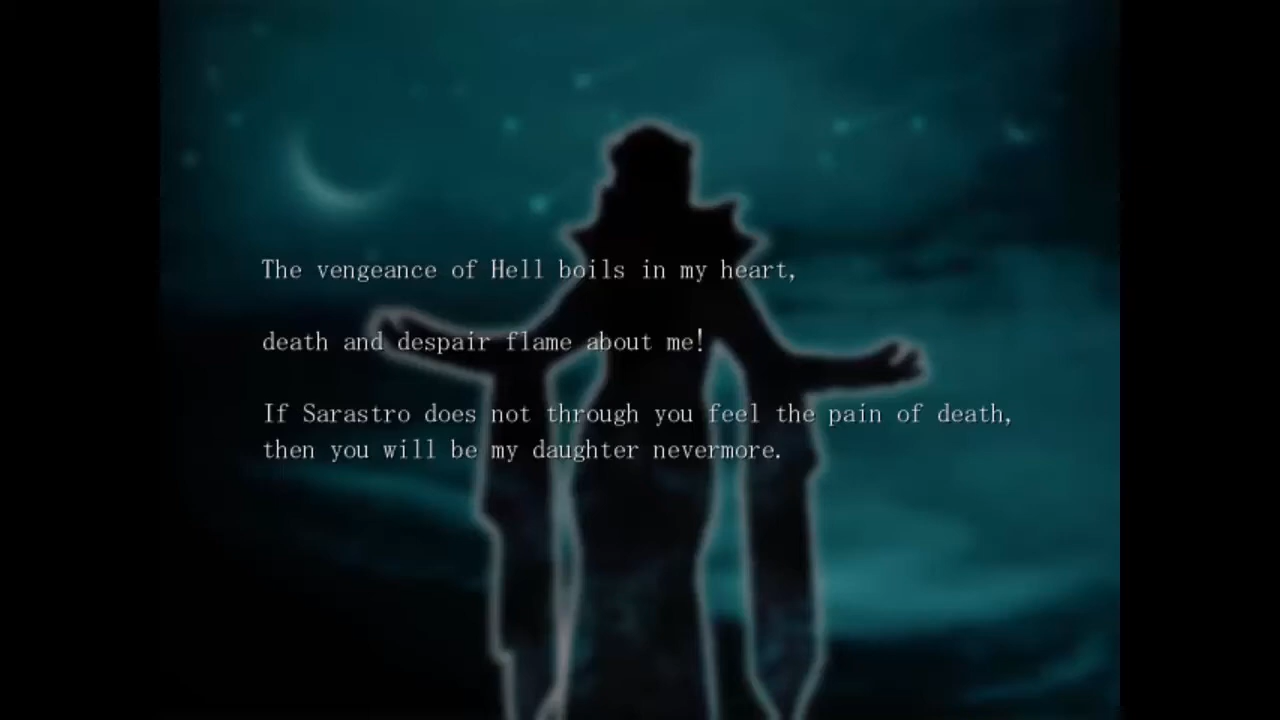 The vengeance of Hell boils in my heart,
death and despair flame about me!
If Sarastro does not through you feel the pain of death,
then you will be my daughter nevermore.